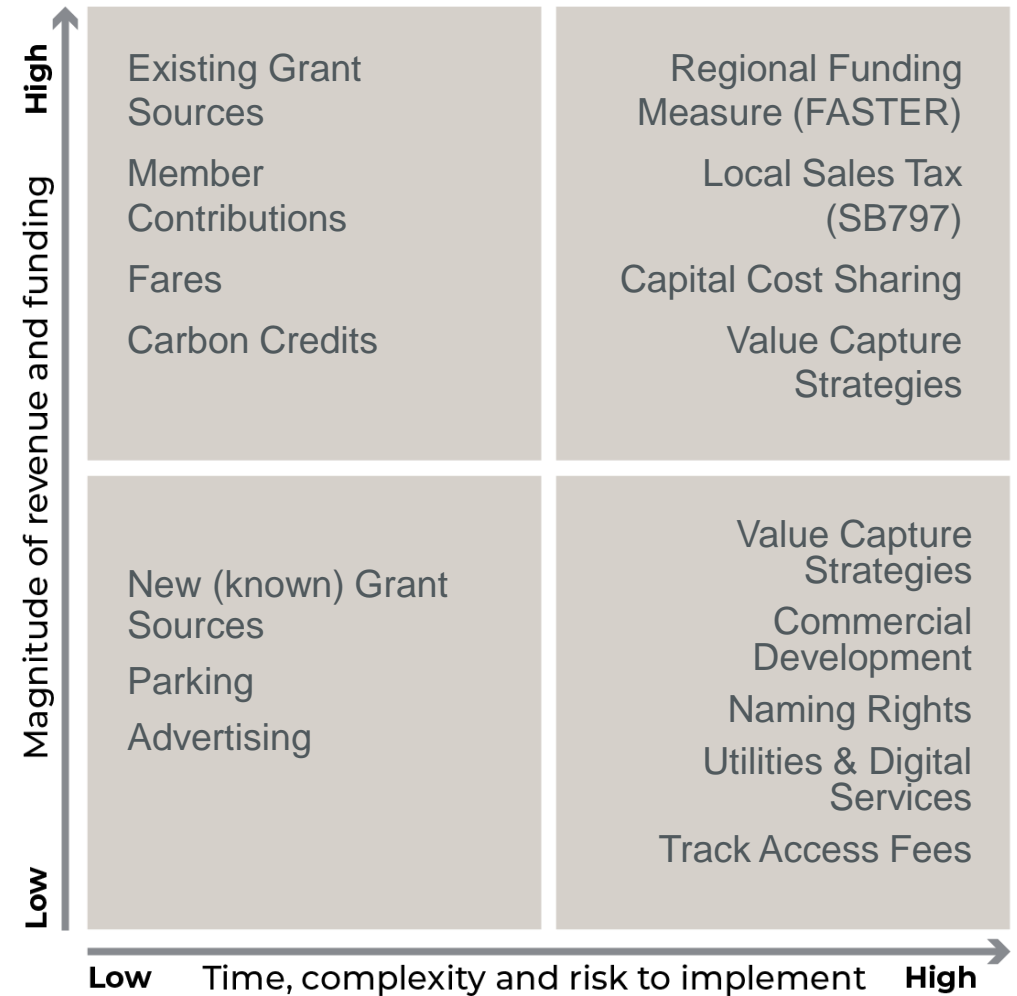 High
Magnitude of revenue and funding
Low
Existing Grant
Sources
Member
Contributions
Fares
Carbon Credits
Regional Funding
Measure (FASTER)
Local Sales Tax
(SB797)
Capital Cost Sharing
Value Capture
Strategies
New (known) Grant
Sources
Parking
Advertising
Value Capture
Strategies
Commercial
Development
Naming Rights
Utilities & Digital
Services
Track Access Fees
Low Time, complexity and risk to implement High